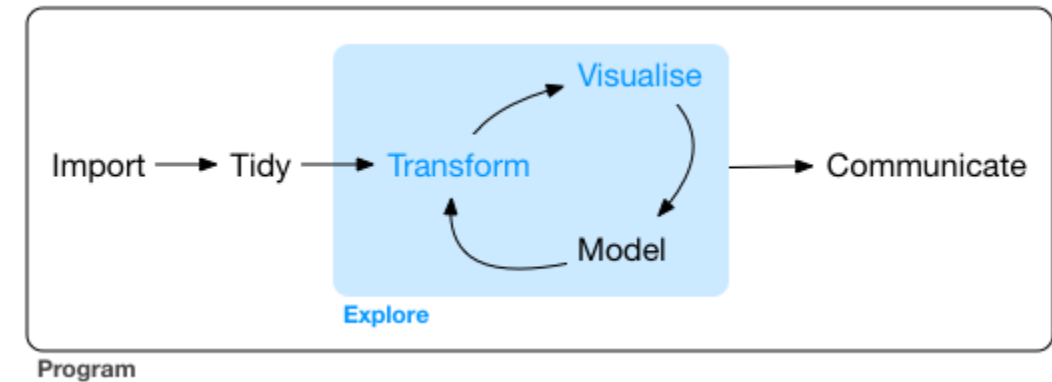 Visualise
Import Tidy Transform Communicate
Model
Explore
Program